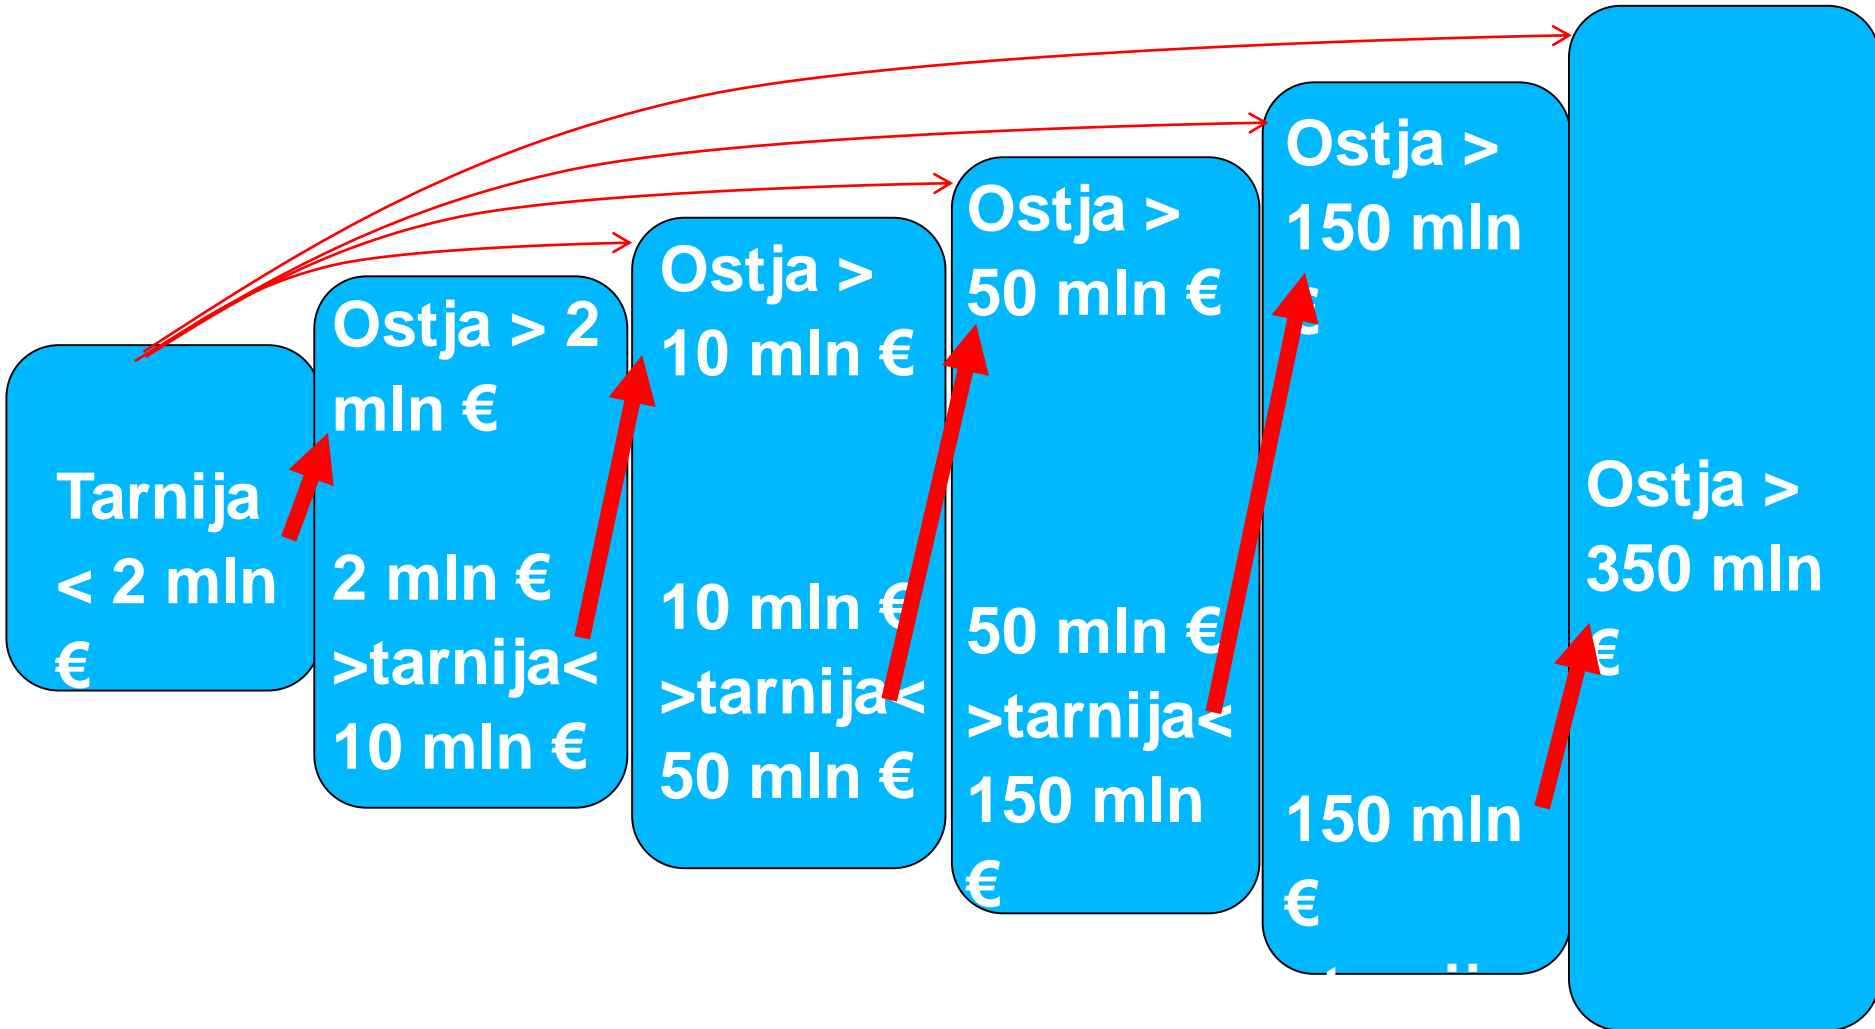 Tarnija
< 2 mln
€
Ostja > 2
mln €
2 mln €
>tarnija<
10 mln €
Ostja >
10 mln €
10 mln €
>tarnija<
50 mln €
Ostja >
50 mln €
50 mln €
>tarnija<
150 mln
€
Ostja >
150 mln
€
150 mln
€
Ostja >
350 mln
€